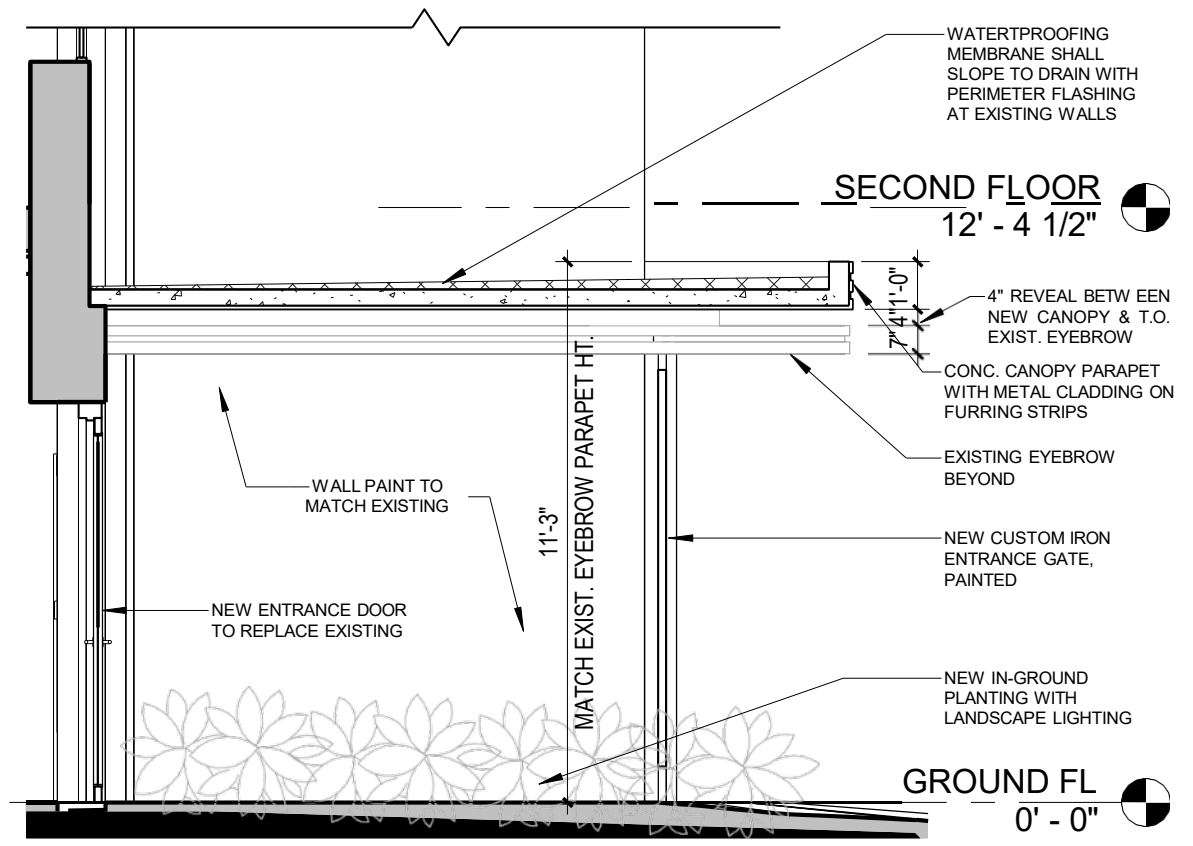 WATERTPROOFING
MEMBRANE SHALL
SLOPE TO DRAIN WITH
PERIMETER FLASHING
AT EXISTING WALLS
SECOND FLOOR
12' - 4 1/2"
1'-0"
4"
7"
4" REVEAL BETW EEN
NEW CANOPY & T.O.
EXIST. EYEBROW
CONC. CANOPY PARAPET
WITH METAL CLADDING ON
FURRING STRIPS
EXISTING EYEBROW
BEYOND
WALL PAINT TO
MATCH EXISTING
11'-3"
MATCH EXIST. EYEBROW PARAPET HT.
NEW CUSTOM IRON
ENTRANCE GATE,
PAINTED
NEW ENTRANCE DOOR
TO REPLACE EXISTING
NEW IN-GROUND
PLANTING WITH
LANDSCAPE LIGHTING
GROUND FL
0' - 0"